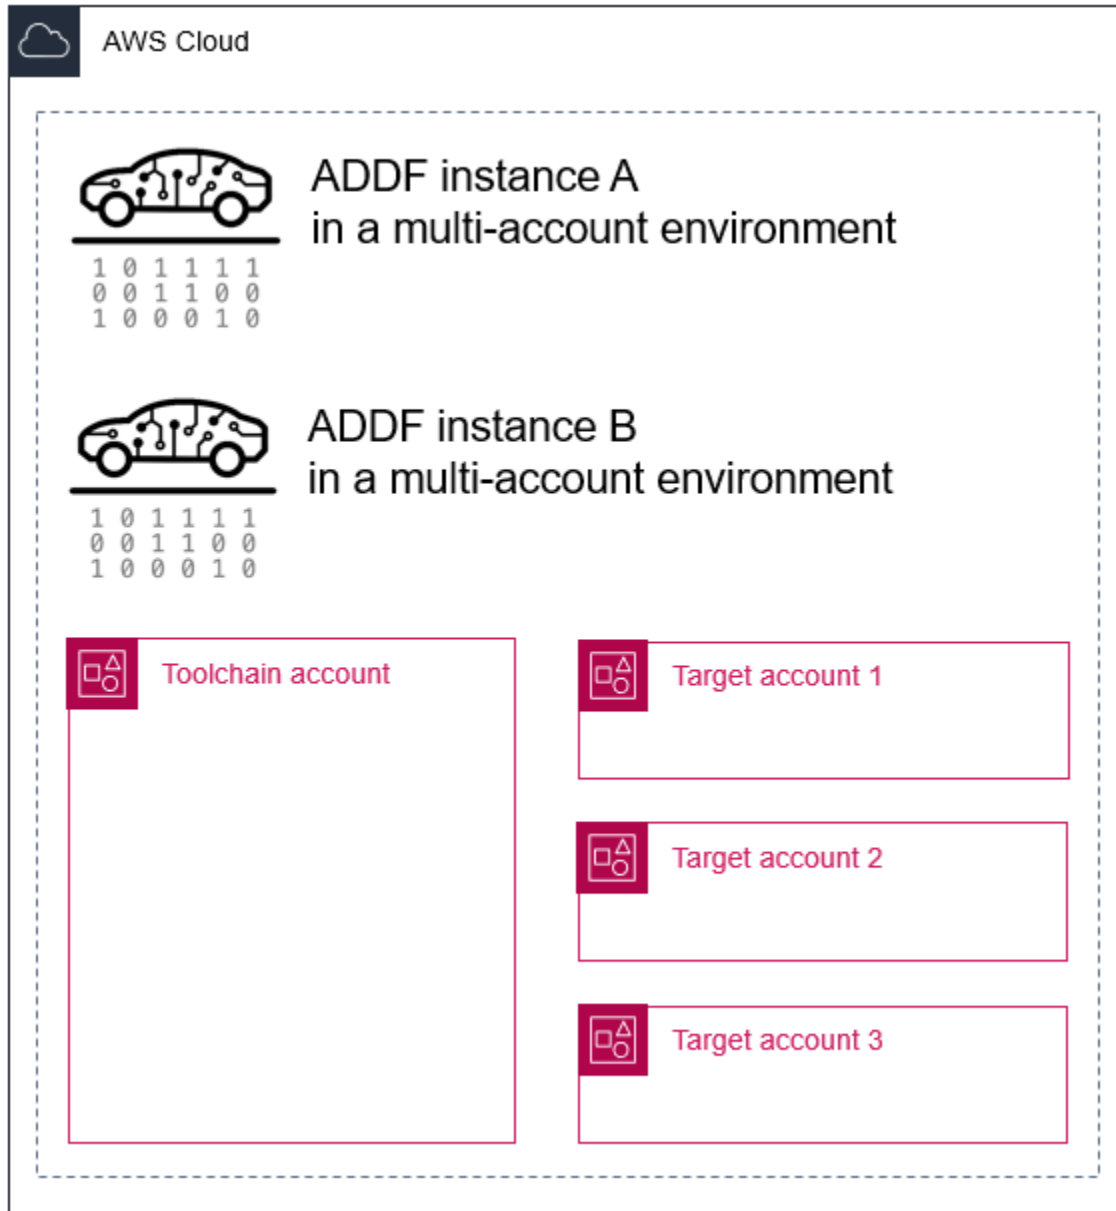 AWS Cloud
ADDF instance A
in a multi-account environment
1 0 1 1 1 1
0 0 1 1 0 0
1 0 0 0 1 0
ADDF instance B
in a multi-account environment
1 0 1 1 1 1
0 0 1 1 0 0
1 0 0 0 1 0
Toolchain account
Target account 1
Target account 2
Target account 3